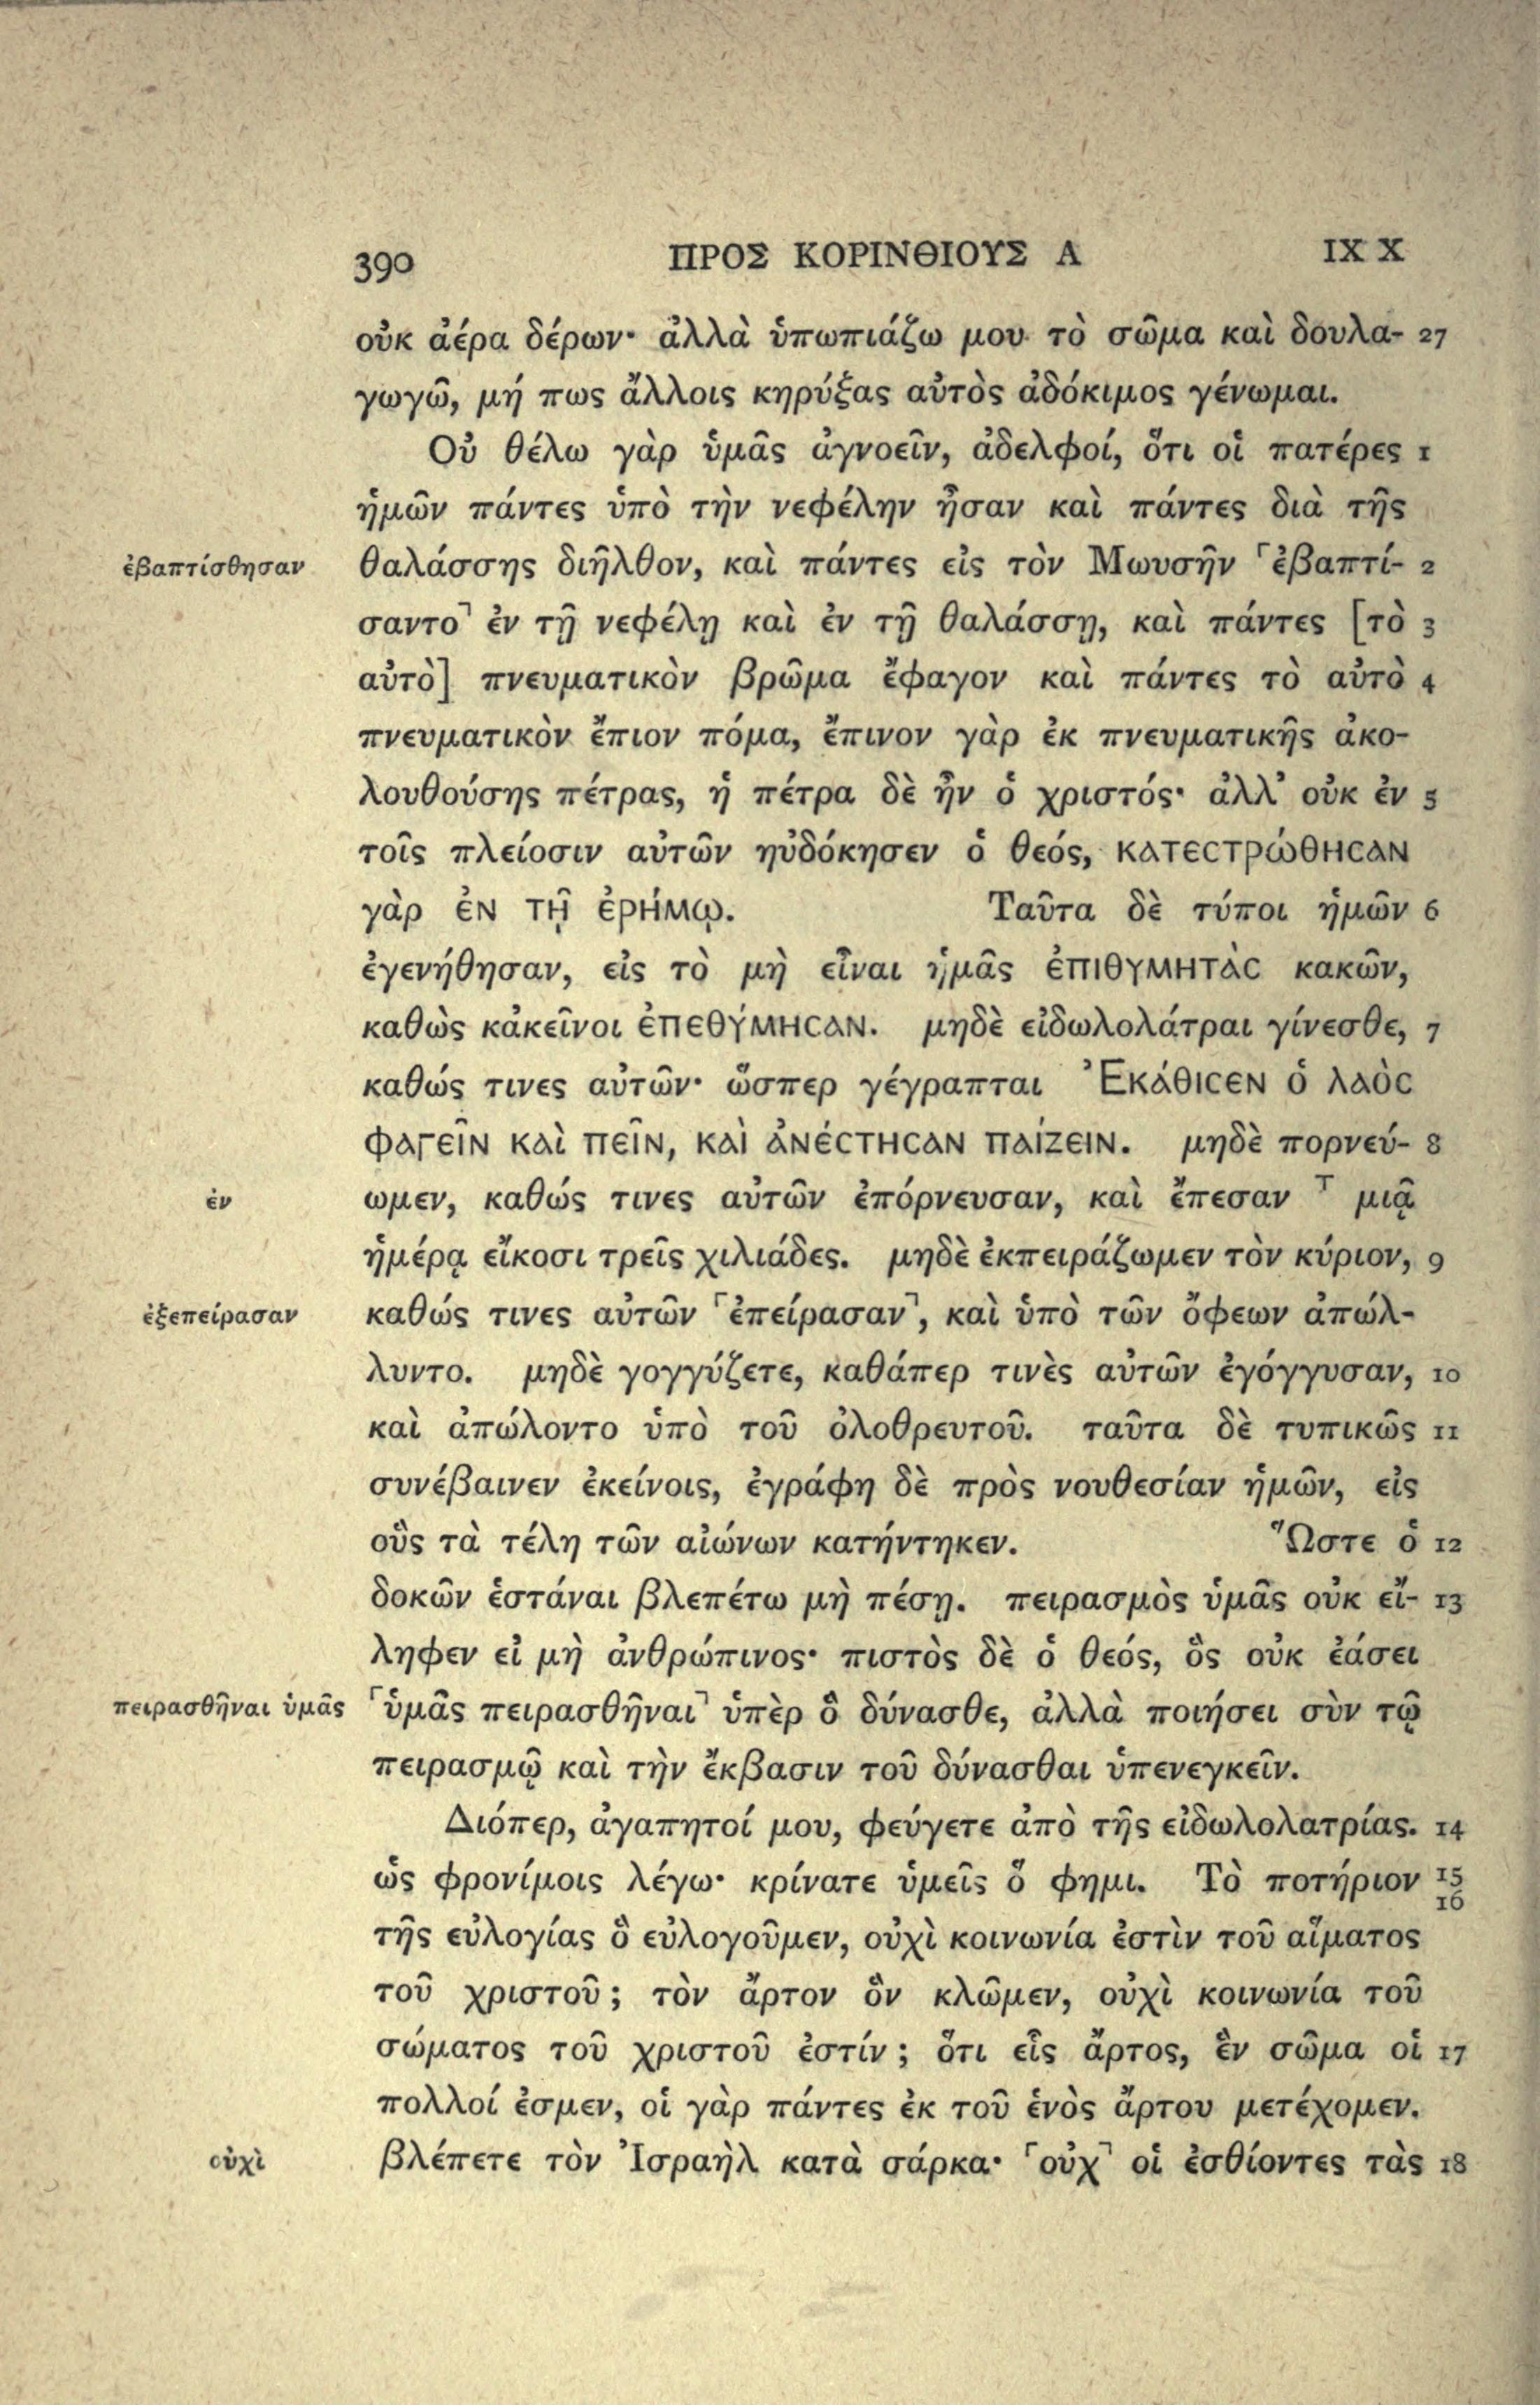 390 ΠΡΟΣ ΚΟΡΙΝΘΙΟΥΣ Α IX X
οὐκ ἀέρα δέρων· ἀλλὰ ὑπωπιάζω μου τὸ σῶμα καὶ δουλα- 27
γωγῶ, μή πως ἄλλοις κηρύξας αὐτὸς ἀδόκιμος γένωμαι.
Οὐ θέλω γὰρ ὑμᾶς ἀγνοεῖν, ἀδελφοί, ὅτι οἱ πατέρες 1
ἡμῶν πάντες ὑπὸ τὴν νεφέλην ἦσαν καὶ πάντες διὰ τῆς
ἐβαπτίσθησαν θαλάσσης διῆλθον, καὶ πάντες εἰς τὸν Μωυσῆν ⌜ἐβαπτί- 2
σαντο⌝ ἐν τῇ νεφέλῃ καὶ ἐν τῇ θαλάσσῃ, καὶ πάντες [τὸ 3
αὐτὸ] πνευματικὸν βρῶμα ἔφαγον καὶ πάντες τὸ αὐτὸ 4
πνευματικὸν ἔπιον πόμα, ἔπινον γὰρ ἐκ πνευματικῆς ἀκο-
λουθούσης πέτρας, ἡ πέτρα δὲ ἦν ὁ χριστός· ἀλλ' οὐκ ἐν 5
τοῖς πλείοσιν αὐτῶν ηὐδόκησεν ὁ θεός, κατεστρώθησαν
γὰρ ἐν τῇ ἐρήμῳ. Ταῦτα δὲ τύποι ἡμῶν 6
ἐγενήθησαν, εἰς τὸ μὴ εἶναι ἡμᾶς ἐπιθυμητὰς κακῶν,
καθὼς κἀκεῖνοι ἐπεθύμησαν. μηδὲ εἰδωλολάτραι γίνεσθε, 7
καθώς τινες αὐτῶν· ὥσπερ γέγραπται Ἐκάθισεν ὁ λαὸς
φαγεῖν καὶ πεῖν, καὶ ἀνέστησαν παίζειν. μηδὲ πορνεύ- 8
ἐν ωμεν, καθώς τινες αὐτῶν ἐπόρνευσαν, καὶ ἔπεσαν ⊤ μιᾷ
ἡμέρᾳ εἴκοσι τρεῖς χιλιάδες. μηδὲ ἐκπειράζωμεν τὸν κύριον, 9
ἐξεπείρασαν καθώς τινες αὐτῶν ⌜ἐπείρασαν⌝, καὶ ὑπὸ τῶν ὄφεων ἀπώλ-
λυντο. μηδὲ γογγύζετε, καθάπερ τινὲς αὐτῶν ἐγόγγυσαν, 10
καὶ ἀπώλοντο ὑπὸ τοῦ ὀλοθρευτοῦ. ταῦτα δὲ τυπικῶς 11
συνέβαινεν ἐκείνοις, ἐγράφη δὲ πρὸς νουθεσίαν ἡμῶν, εἰς
οὓς τὰ τέλη τῶν αἰώνων κατήντηκεν. Ὥστε ὁ 12
δοκῶν ἑστάναι βλεπέτω μὴ πέσῃ. πειρασμὸς ὑμᾶς οὐκ εἴ- 13
ληφεν εἰ μὴ ἀνθρώπινος· πιστὸς δὲ ὁ θεός, ὃς οὐκ ἐάσει
πειρασθῆναι ὑμᾶς ⌜ὑμᾶς πειρασθῆναι⌝ ὑπὲρ ὃ δύνασθε, ἀλλὰ ποιήσει σὺν τῷ
πειρασμῷ καὶ τὴν ἔκβασιν τοῦ δύνασθαι ὑπενεγκεῖν.
Διόπερ, ἀγαπητοί μου, φεύγετε ἀπὸ τῆς εἰδωλολατρίας. 14
ὡς φρονίμοις λέγω· κρίνατε ὑμεῖς ὅ φημι. Τὸ ποτήριον 15 16
τῆς εὐλογίας ὃ εὐλογοῦμεν, οὐχὶ κοινωνία ἐστὶν τοῦ αἵματος
τοῦ χριστοῦ; τὸν ἄρτον ὃν κλῶμεν, οὐχὶ κοινωνία τοῦ
σώματος τοῦ χριστοῦ ἐστίν; ὅτι εἷς ἄρτος, ἓν σῶμα οἱ 17
πολλοί ἐσμεν, οἱ γὰρ πάντες ἐκ τοῦ ἑνὸς ἄρτου μετέχομεν.
οὐχὶ βλέπετε τὸν Ἰσραὴλ κατὰ σάρκα· ⌜οὐχ⌝ οἱ ἐσθίοντες τὰς 18